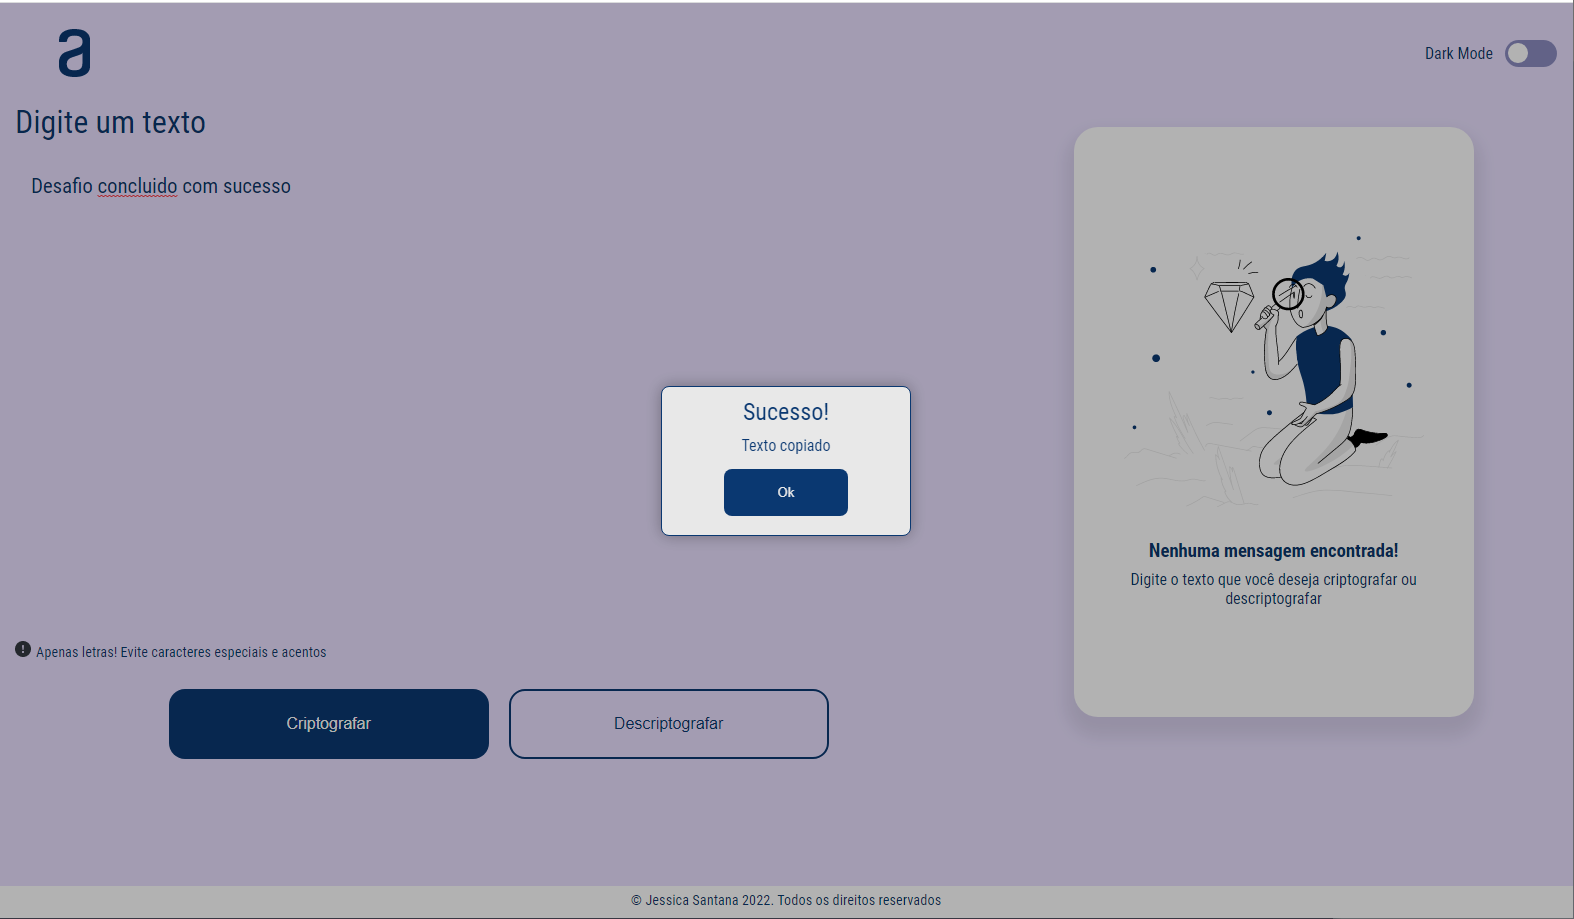 a
Dark Mode
Digite um texto
Desafio concluido com sucesso
Sucesso!
Texto copiado
Ok
Nenhuma mensagem encontrada!
Digite o texto que você deseja criptografar ou
descriptografar
! Apenas letras! Evite caracteres especiais e acentos
Criptografar
Descriptografar
© Jessica Santana 2022. Todos os direitos reservados